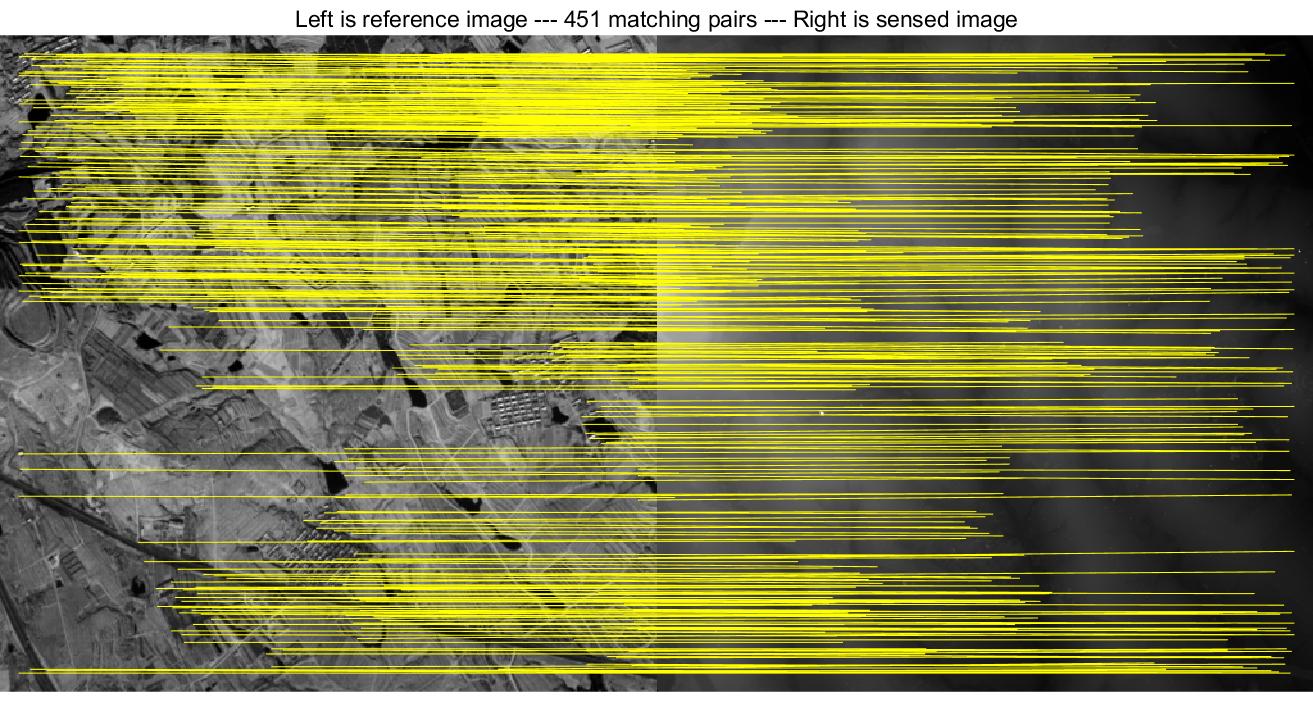 Left is reference image --- 451 matching pairs --- Right is sensed image